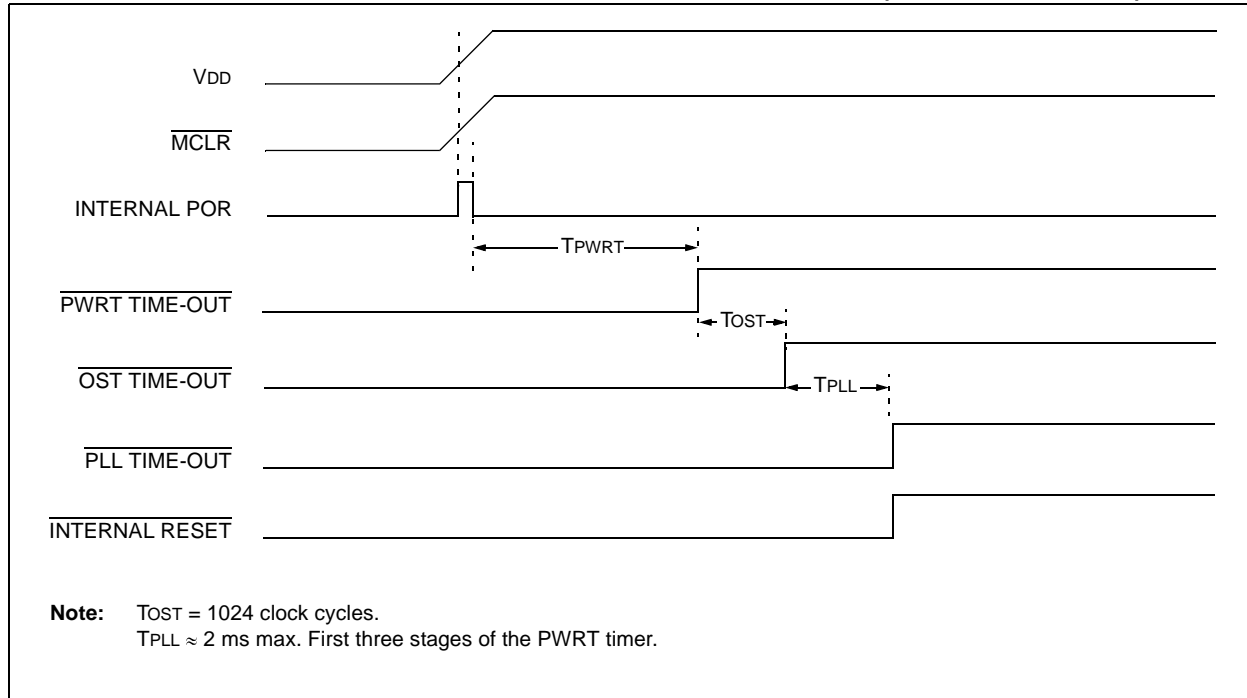 VDD
MCLR
INTERNAL POR
TPWRT
PWRT TIME-OUT
TOST
OST TIME-OUT
TPLL
PLL TIME-OUT
INTERNAL RESET
Note: TOST = 1024 clock cycles.
TPLL ≈ 2 ms max. First three stages of the PWRT timer.